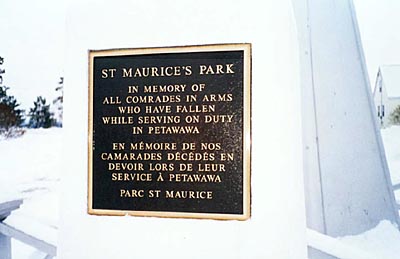 ST MAURICE'S PARK
IN MEMORY OF
ALL COMRADES IN ARMS
WHO HAVE FALLEN
WHILE SERVING ON DUTY
IN PETAWAWA
EN MÉMOIRE DE NOS
CAMARADES DÉCÉDÉS EN
DEVOIR LORS DE LEUR
SERVICE À PETAWAWA
PARC ST MAURICE